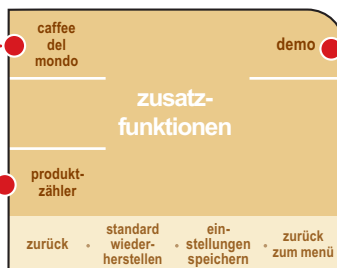 caffee
del
mondo
demo
zusatz-
funktionen
produkt-
zähler
zurück
standard
wieder-
herstellen
ein-
stellungen
speichern
zurück
zum menü